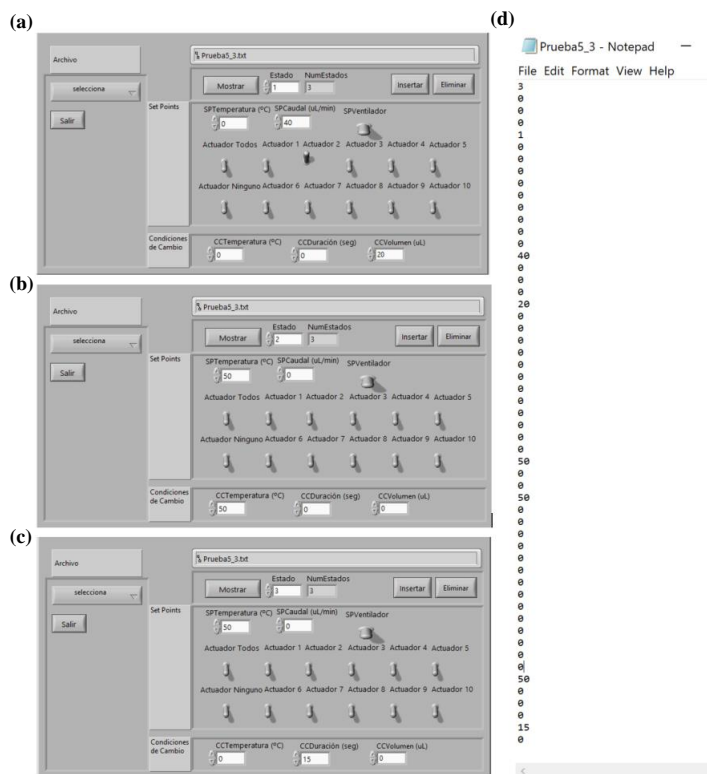 (a)
Archivo
selecciona
Salir
Prueba5_3.txt
Mostrar Estado 1 NumEstados 3 Insertar Eliminar
Set Points
SPTemperatura (ºC) SPCaudal (uL/min) SPVentilador
0 40
Actuador Todos Actuador 1 Actuador 2 Actuador 3 Actuador 4 Actuador 5
Actuador Ninguno Actuador 6 Actuador 7 Actuador 8 Actuador 9 Actuador 10
Condiciones
de Cambio
CCTemperatura (ºC) CCDuración (seg) CCVolumen (uL)
0 0 20
(b)
Archivo
selecciona
Salir
Prueba5_3.txt
Mostrar Estado 2 NumEstados 3 Insertar Eliminar
Set Points
SPTemperatura (ºC) SPCaudal (uL/min) SPVentilador
50 0
Actuador Todos Actuador 1 Actuador 2 Actuador 3 Actuador 4 Actuador 5
Actuador Ninguno Actuador 6 Actuador 7 Actuador 8 Actuador 9 Actuador 10
Condiciones
de Cambio
CCTemperatura (ºC) CCDuración (seg) CCVolumen (uL)
50 0 0
(c)
Archivo
selecciona
Salir
Prueba5_3.txt
Mostrar Estado 3 NumEstados 3 Insertar Eliminar
Set Points
SPTemperatura (ºC) SPCaudal (uL/min) SPVentilador
50 0
Actuador Todos Actuador 1 Actuador 2 Actuador 3 Actuador 4 Actuador 5
Actuador Ninguno Actuador 6 Actuador 7 Actuador 8 Actuador 9 Actuador 10
Condiciones
de Cambio
CCTemperatura (ºC) CCDuración (seg) CCVolumen (uL)
0 15 0
(d)
Prueba5_3 - Notepad
File Edit Format View Help
3
0
0
0
1
0
0
0
0
0
0
0
0
0
40
0
0
0
20
0
0
0
0
0
0
0
0
0
0
0
0
50
0
0
50
0
0
0
0
0
0
0
0
0
0
0
0
0
0
50
0
0
0
15
0